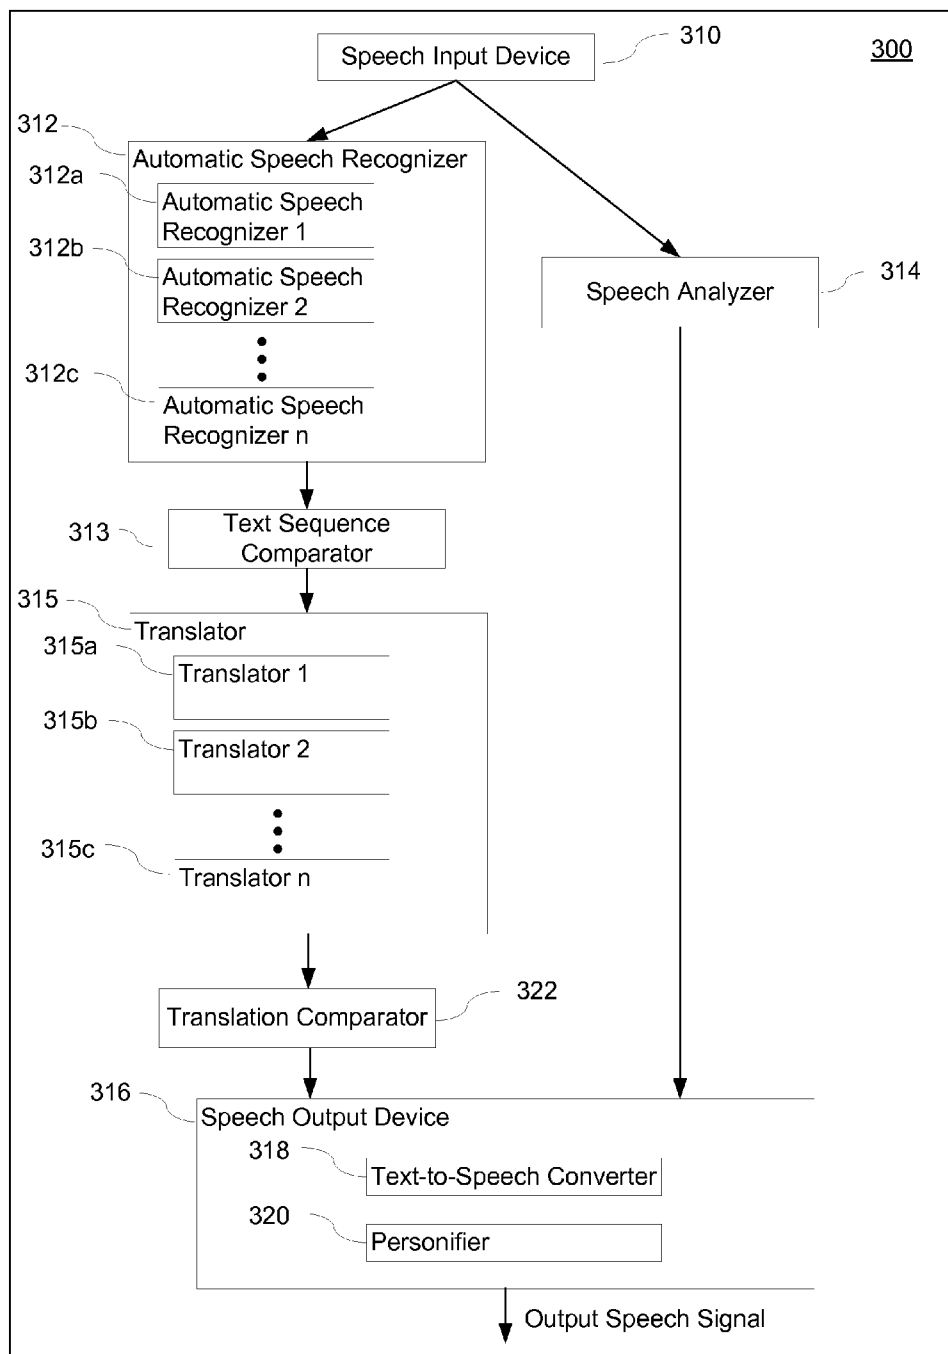 310
Speech Input Device
300
312
Automatic Speech Recognizer
312a
Automatic Speech
Recognizer 1
312b
Automatic Speech
Recognizer 2
314
Speech Analyzer
312c
Automatic Speech
Recognizer n
313
Text Sequence
Comparator
315
Translator
315a
Translator 1
315b
Translator 2
315c
Translator n
322
Translation Comparator
316
Speech Output Device
318
Text-to-Speech Converter
320
Personifier
Output Speech Signal